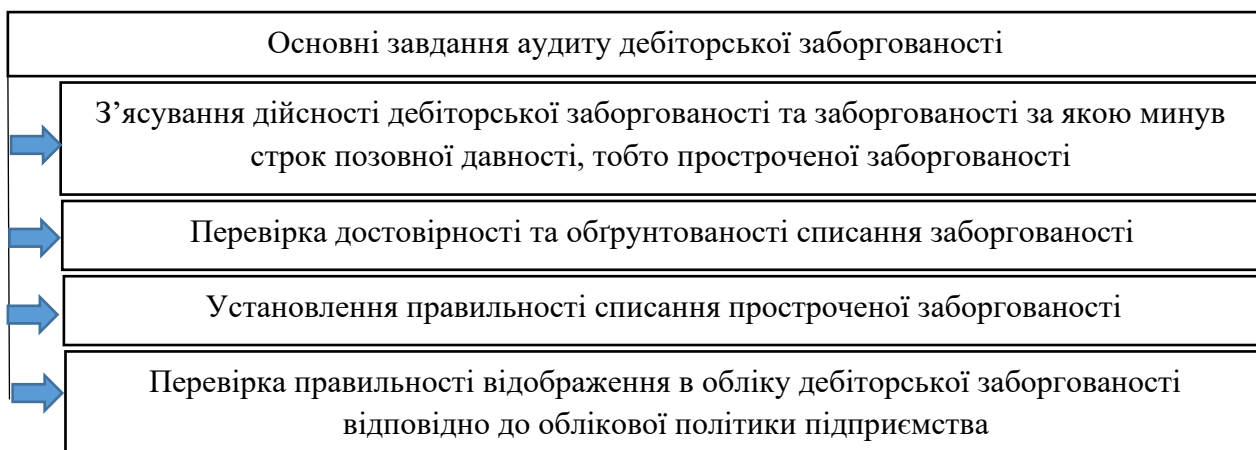 Основні завдання аудиту дебіторської заборгованості
З’ясування дійсності дебіторської заборгованості та заборгованості за якою минув
строк позовної давності, тобто простроченої заборгованості
Перевірка достовірності та обґрунтованості списання заборгованості
Установлення правильності списання простроченої заборгованості
Перевірка правильності відображення в обліку дебіторської заборгованості
відповідно до облікової політики підприємства